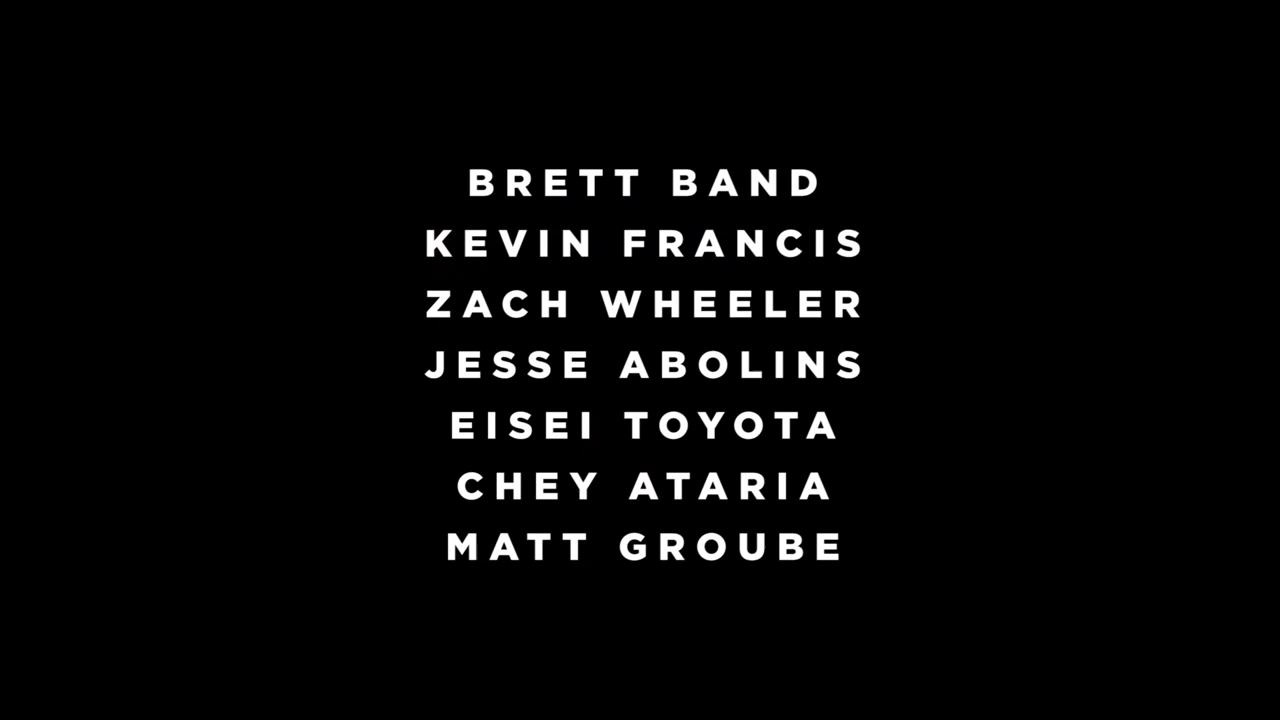 BRETT BAND
KEVIN FRANCIS
ZACH WHEELER
JESSE ABOLINS
EISEI TOYOTA
CHEY ATARIA
MATT GROUBE